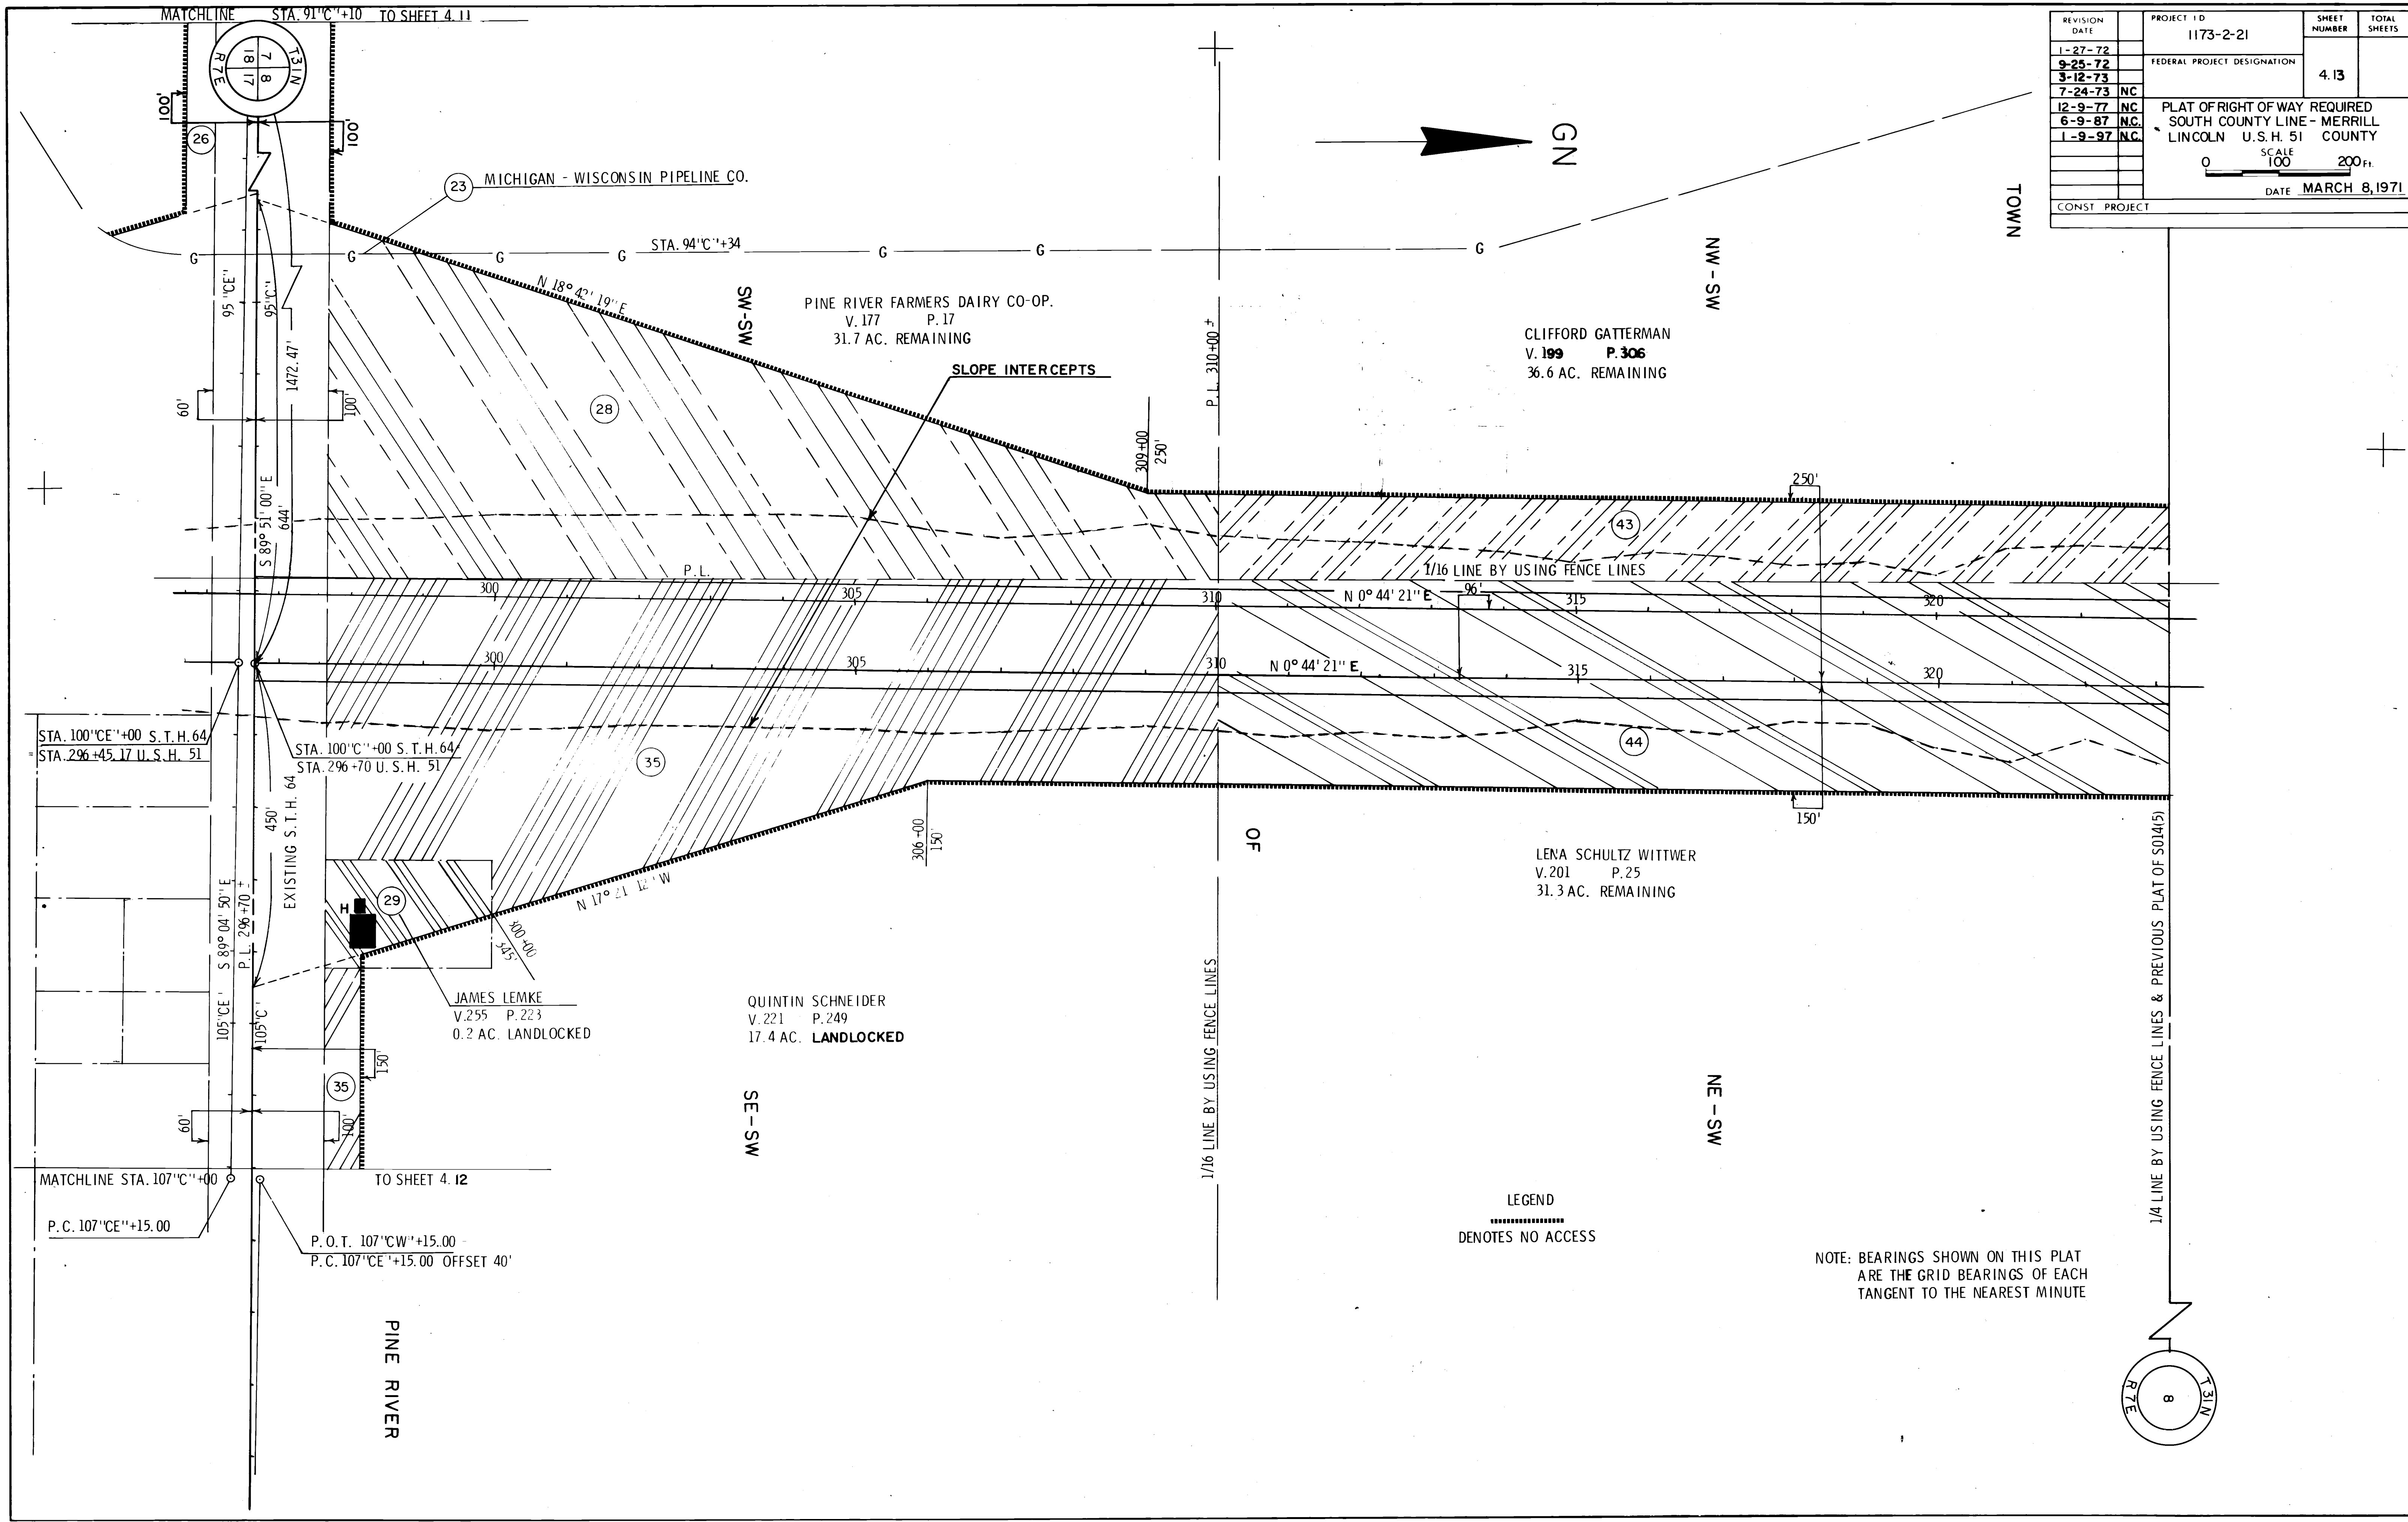 MATCHLINE STA. 91"C"+10 TO SHEET 4.11
REVISION DATE
1-27-72
9-25-72
3-12-73
7-24-73 NC
12-9-77 NC
6-9-87 N.C.
1-9-97 N.C.
PROJECT ID
1173-2-21
SHEET NUMBER
4.13
TOTAL SHEETS
FEDERAL PROJECT DESIGNATION
PLAT OF RIGHT OF WAY REQUIRED
SOUTH COUNTY LINE - MERRILL
LINCOLN U.S.H. 51 COUNTY
SCALE
0 100 200 Ft.
DATE MARCH 8, 1971
CONST PROJECT
T31N
7 8
18 17
R7E
100'
100'
26
23 MICHIGAN - WISCONSIN PIPELINE CO.
GN
TOWN
G G G G STA. 94"C"+34 G G G
95 "CE"
95"C"
N 18° 42' 19" E
SW-SW
PINE RIVER FARMERS DAIRY CO-OP.
V. 177 P. 17
31.7 AC. REMAINING
SLOPE INTERCEPTS
P.L. 310+00 ±
NW-SW
CLIFFORD GATTERMAN
V. 199 P. 306
36.6 AC. REMAINING
1472.47'
60'
100'
28
309+00
250'
250'
43
S 89° 51' 00" E
644'
P.L.
1/16 LINE BY USING FENCE LINES
300 305 310 N 0° 44' 21" E 96' 315 320
300 305 310 N 0° 44' 21" E 315 320
STA. 100"CE"+00 S.T.H. 64
= STA. 296+45.17 U.S.H. 51
STA. 100"C"+00 S.T.H. 64
STA. 296+70 U.S.H. 51
35
44
450'
EXISTING S.T.H. 64
306+00
150'
150'
OF
S 89° 04' 50" E
P.L. 296+70 ±
H
29
300+00
345'
LENA SCHULTZ WITTWER
V. 201 P. 25
31.3 AC. REMAINING
1/4 LINE BY USING FENCE LINES & PREVIOUS PLAT OF S014(5)
105"CE"
105"C"
JAMES LEMKE
V. 255 P. 223
0.2 AC. LANDLOCKED
QUINTIN SCHNEIDER
V. 221 P. 249
17.4 AC. LANDLOCKED
1/16 LINE BY USING FENCE LINES
150'
35
60'
100'
SE-SW
NE-SW
MATCHLINE STA. 107"C"+00 TO SHEET 4.12
P.C. 107"CE"+15.00
P.O.T. 107"CW"+15.00
P.C. 107"CE"+15.00 OFFSET 40'
LEGEND
DENOTES NO ACCESS
NOTE: BEARINGS SHOWN ON THIS PLAT
ARE THE GRID BEARINGS OF EACH
TANGENT TO THE NEAREST MINUTE
PINE RIVER
T31N
8
R7E